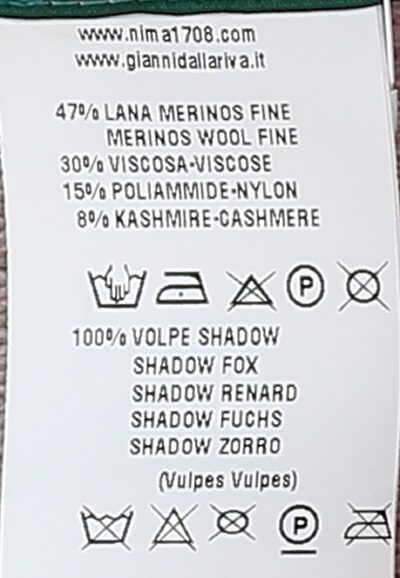 www.nima1708.com
www.giannidallariva.it
47% LANA MERINOS FINE
MERINOS WOOL FINE
30% VISCOSA-VISCOSE
15% POLIAMMIDE-NYLON
8% KASHMIRE-CASHMERE
P
100% VOLPE SHADOW
SHADOW FOX
SHADOW RENARD
SHADOW FUCHS
SHADOW ZORRO
(Vulpes Vulpes)
P